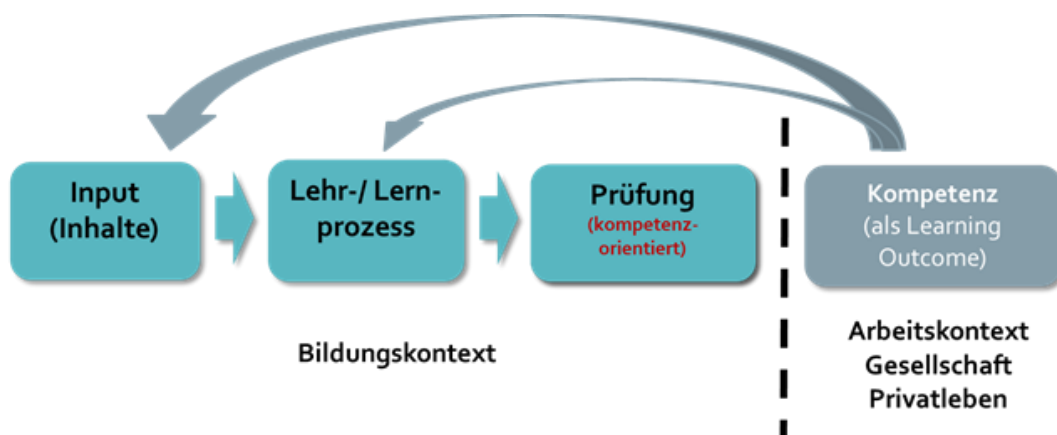 Input
(Inhalte)
Lehr-/ Lern-
prozess
Prüfung
(kompetenz-
orientiert)
Kompetenz
(als Learning
Outcome)
Bildungskontext
Arbeitskontext
Gesellschaft
Privatleben